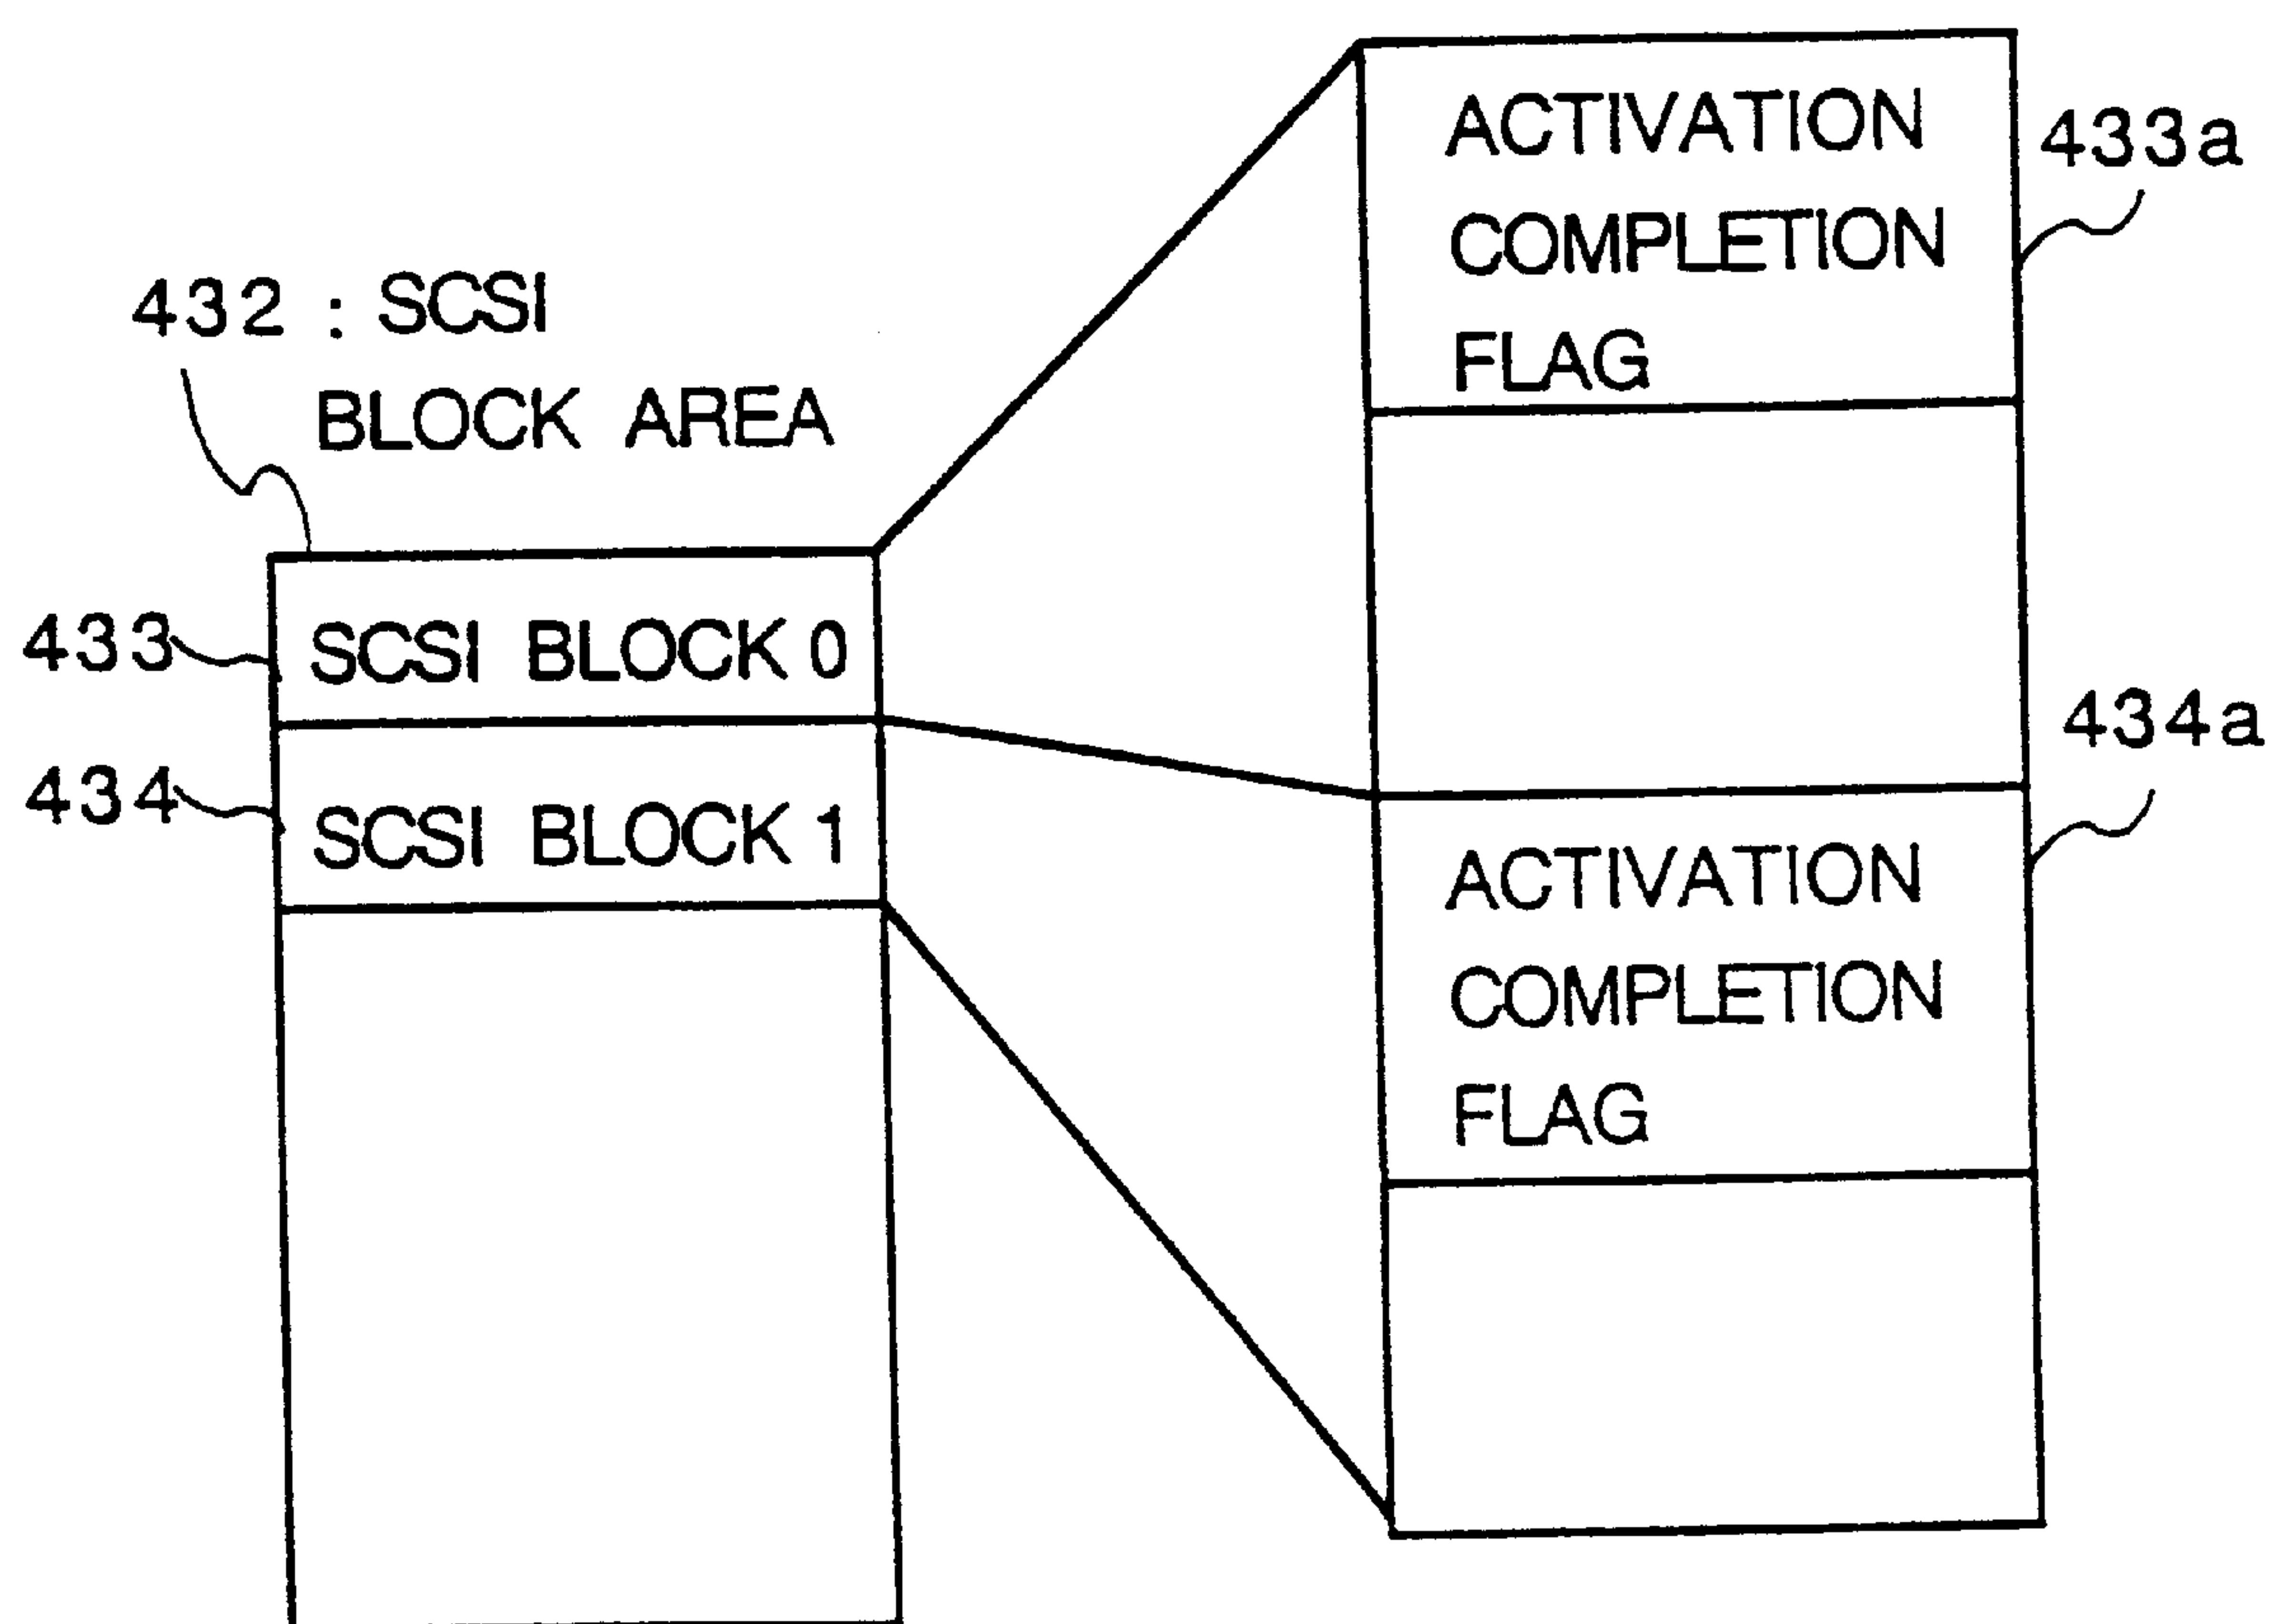 432 : SCSI
BLOCK AREA
433
SCSI BLOCK 0
434
SCSI BLOCK 1
ACTIVATION
COMPLETION
FLAG
433a
434a
ACTIVATION
COMPLETION
FLAG